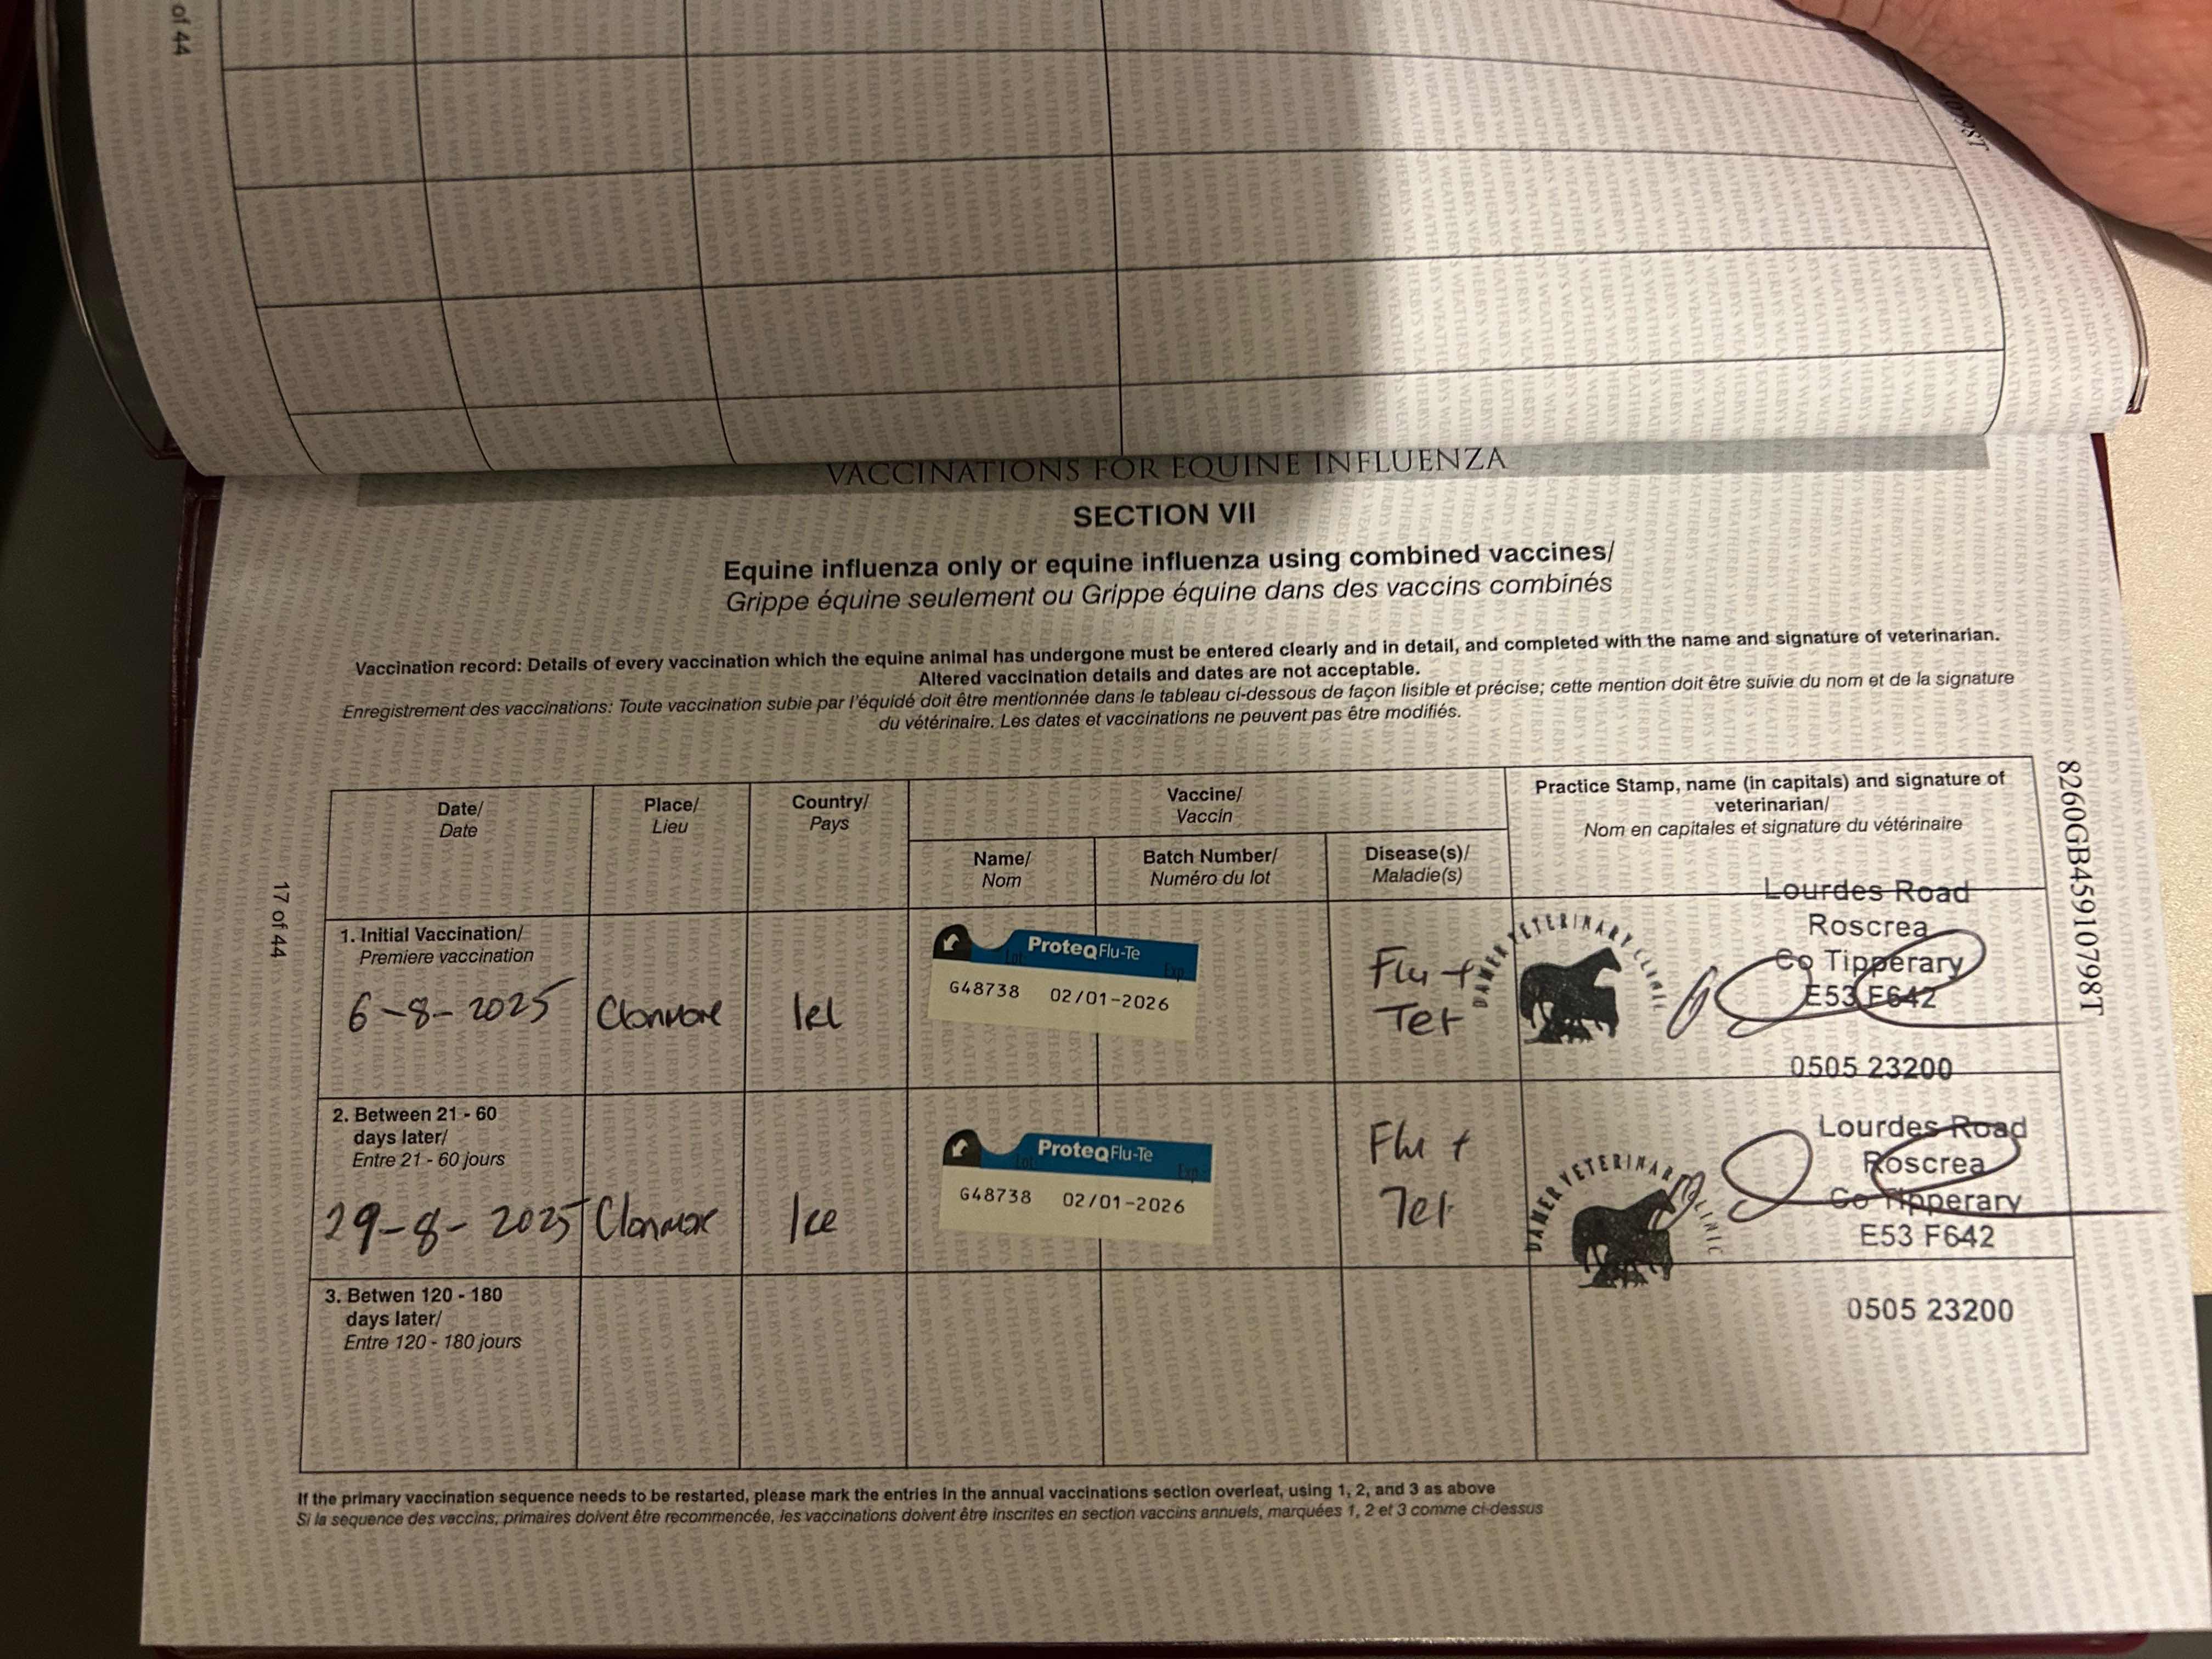 of 44
VACCINATIONS FOR EQUINE INFLUENZA
SECTION VII
Equine influenza only or equine influenza using combined vaccines/
Grippe équine seulement ou Grippe équine dans des vaccins combinés
Vaccination record: Details of every vaccination which the equine animal has undergone must be entered clearly and in detail, and completed with the name and signature of veterinarian.
Altered vaccination details and dates are not acceptable.
Enregistrement des vaccinations: Toute vaccination subie par l'équidé doit être mentionnée dans le tableau ci-dessous de façon lisible et précise; cette mention doit être suivie du nom et de la signature
du vétérinaire. Les dates et vaccinations ne peuvent pas être modifiés.
Date/
Date
Place/
Lieu
Country/
Pays
Vaccine/
Vaccin
Name/
Nom
Batch Number/
Numéro du lot
Disease(s)/
Maladie(s)
Practice Stamp, name (in capitals) and signature of
veterinarian/
Nom en capitales et signature du vétérinaire
1. Initial Vaccination/
Premiere vaccination
6-8-2025
Clonmore
Irl
ProteqFlu-Te
Lot
Exp
G48738 02/01-2026
Flu +
Tet
DAMER VETERINARY CLINIC
Lourdes Road
Roscrea
Co Tipperary
E53 F642
0505 23200
2. Between 21 - 60
days later/
Entre 21 - 60 jours
29-8-2025
Clonmore
ProteqFlu-Te
Lot
Exp
G48738 02/01-2026
Flu +
Tet
DAMER VETERINARY CLINIC
Lourdes Road
Roscrea
Co Tipperary
E53 F642
0505 23200
3. Betwen 120 - 180
days later/
Entre 120 - 180 jours
If the primary vaccination sequence needs to be restarted, please mark the entries in the annual vaccinations section overleaf, using 1, 2, and 3 as above
Si la sequence des vaccins, primaires doivent être recommencée, les vaccinations doivent être inscrites en section vaccins annuels, marquées 1, 2 et 3 comme ci-dessus
17 of 44
8260GB45910798T
WEATHERBYS